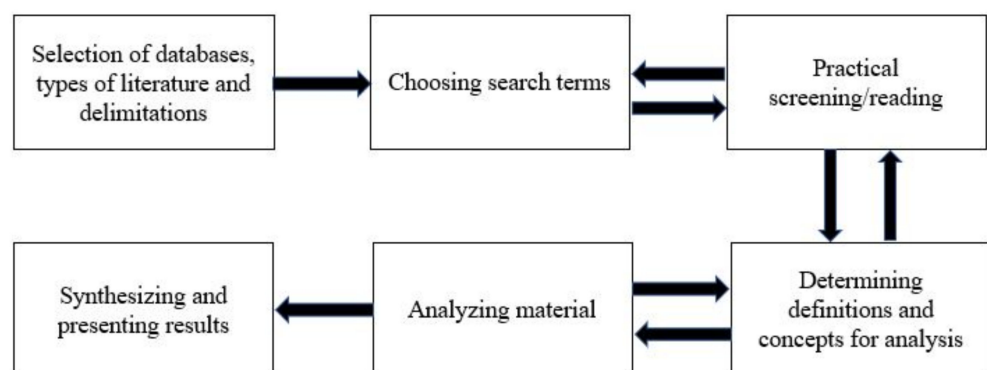 Selection of databases,
types of literature and
delimitations
Choosing search terms
Practical
screening/reading
Synthesizing and
presenting results
Analyzing material
Determining
definitions and
concepts for analysis